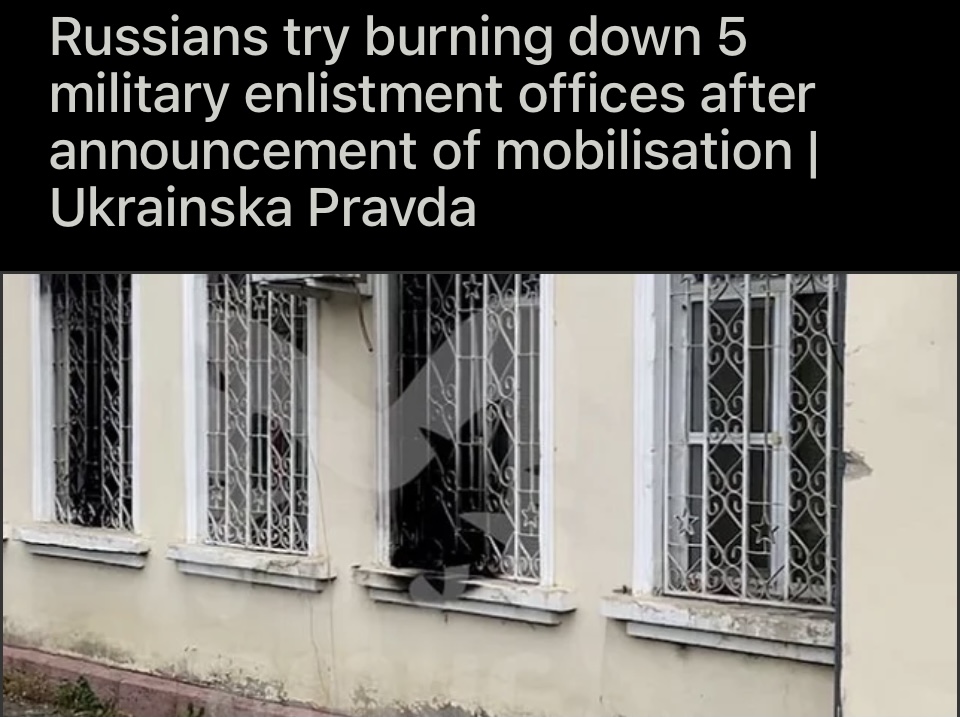 Russians try burning down 5
military enlistment offices after
announcement of mobilisation |
Ukrainska Pravda